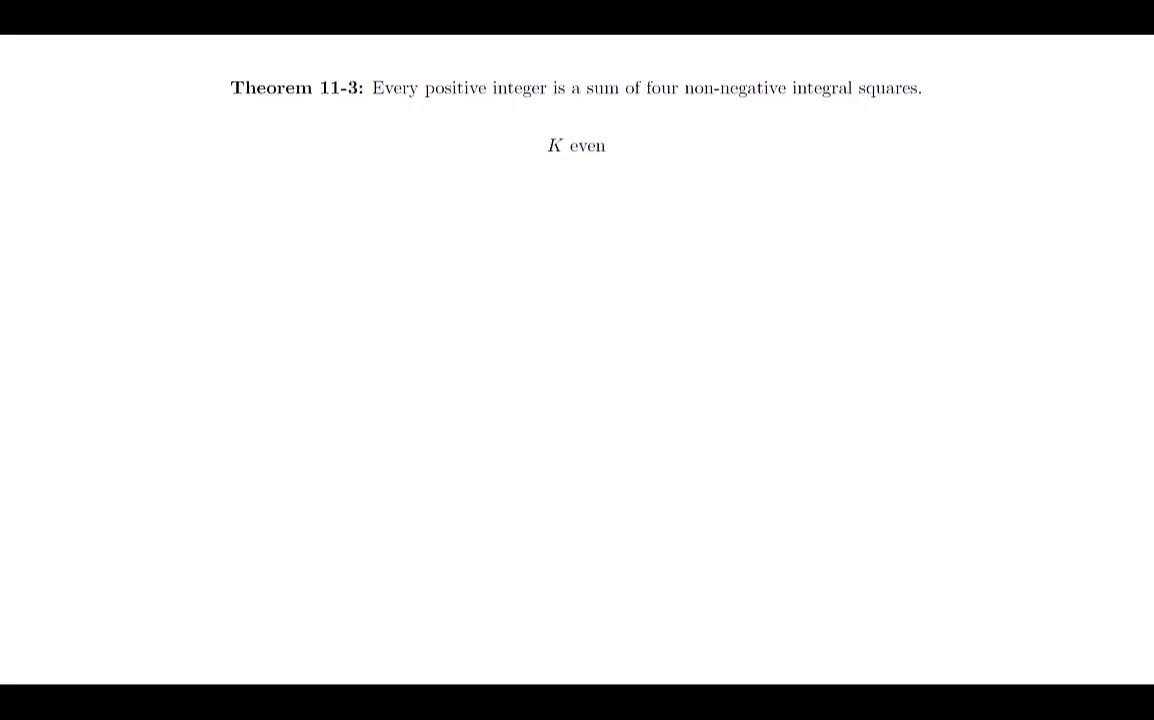 Theorem 11-3: Every positive integer is a sum of four non-negative integral squares.
K even